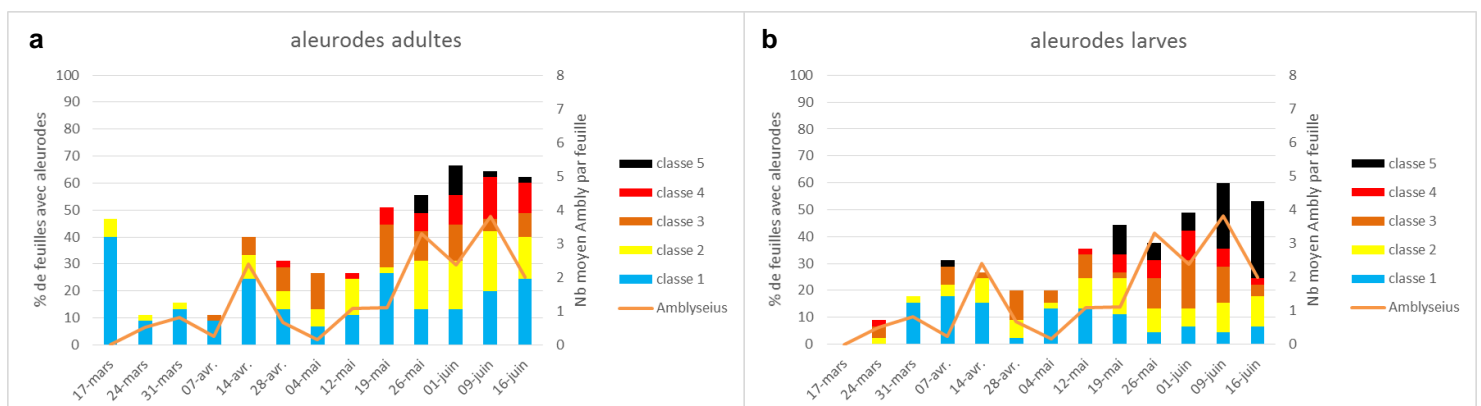 a
aleurodes adultes
% de feuilles avec aleurodes
100
90
80
70
60
50
40
30
20
10
0
8
7
6
5
4
3
2
1
0
Nb moyen Ambly par feuille
17-mars
24-mars
31-mars
07-avr.
14-avr.
28-avr.
04-mai
12-mai
19-mai
26-mai
01-juin
09-juin
16-juin
classe 5
classe 4
classe 3
classe 2
classe 1
Amblyseius
b
aleurodes larves
% de feuilles avec aleurodes
100
90
80
70
60
50
40
30
20
10
0
8
7
6
5
4
3
2
1
0
Nb moyen Ambly par feuille
17-mars
24-mars
31-mars
07-avr.
14-avr.
28-avr.
04-mai
12-mai
19-mai
26-mai
01-juin
09-juin
16-juin
classe 5
classe 4
classe 3
classe 2
classe 1
Amblyseius